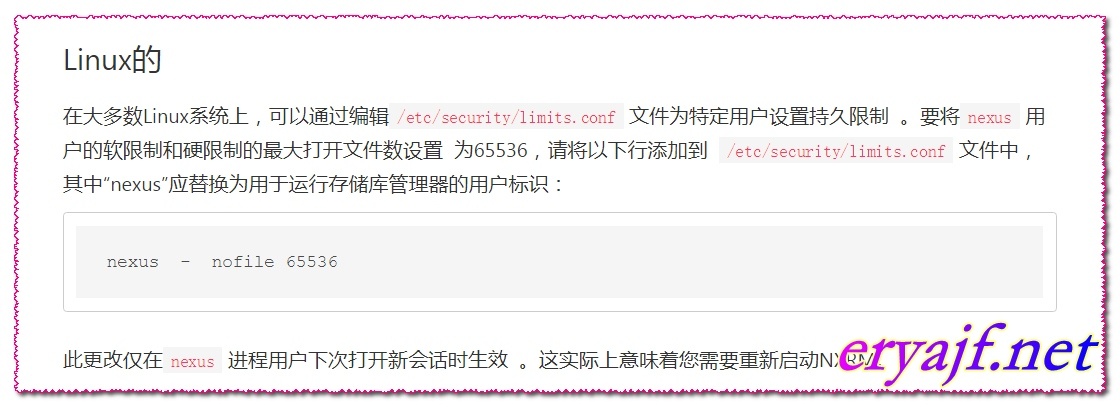 Linux的
在大多数Linux系统上，可以通过编辑 /etc/security/limits.conf 文件为特定用户设置持久限制 。要将 nexus 用
户的软限制和硬限制的最大打开文件数设置 为65536，请将以下行添加到 /etc/security/limits.conf 文件中，
其中“nexus”应替换为用于运行存储库管理器的用户标识：
nexus - nofile 65536
此更改仅在 nexus 进程用户下次打开新会话时生效 。这实际上意味着您需要重新启动NXRM
eryajf.net